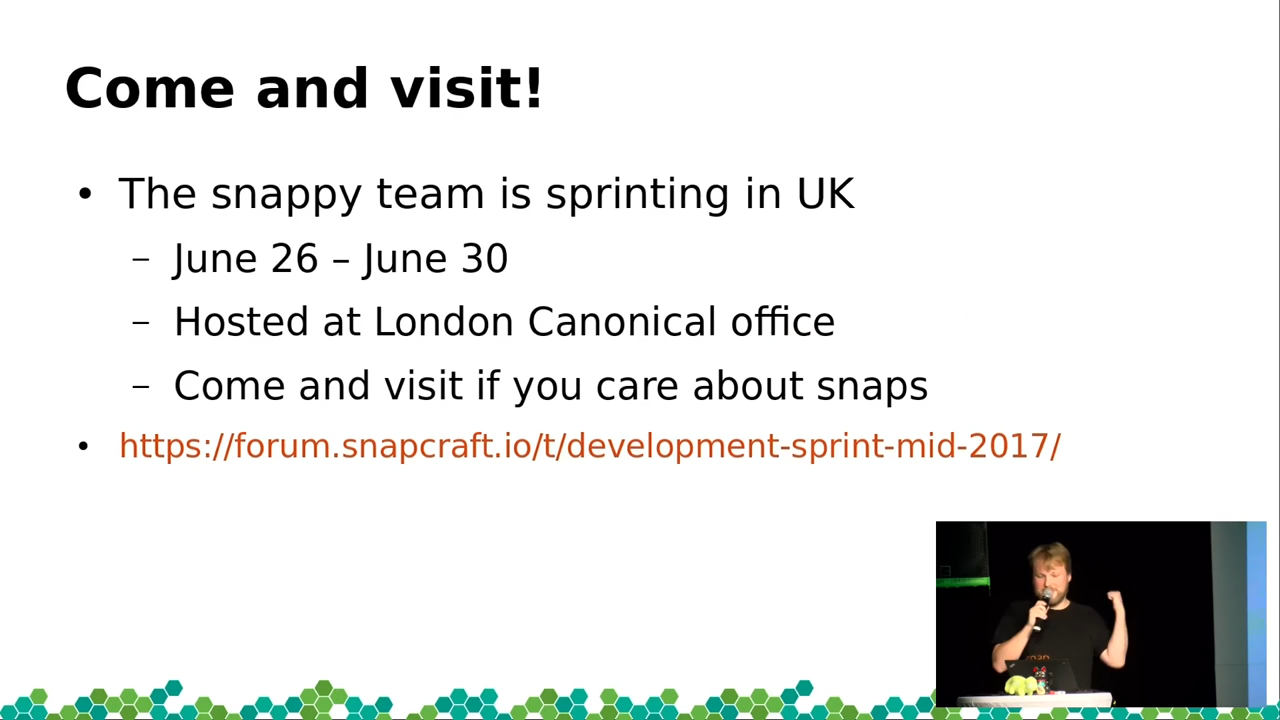 Come and visit!
• The snappy team is sprinting in UK
– June 26 – June 30
– Hosted at London Canonical office
– Come and visit if you care about snaps
• https://forum.snapcraft.io/t/development-sprint-mid-2017/